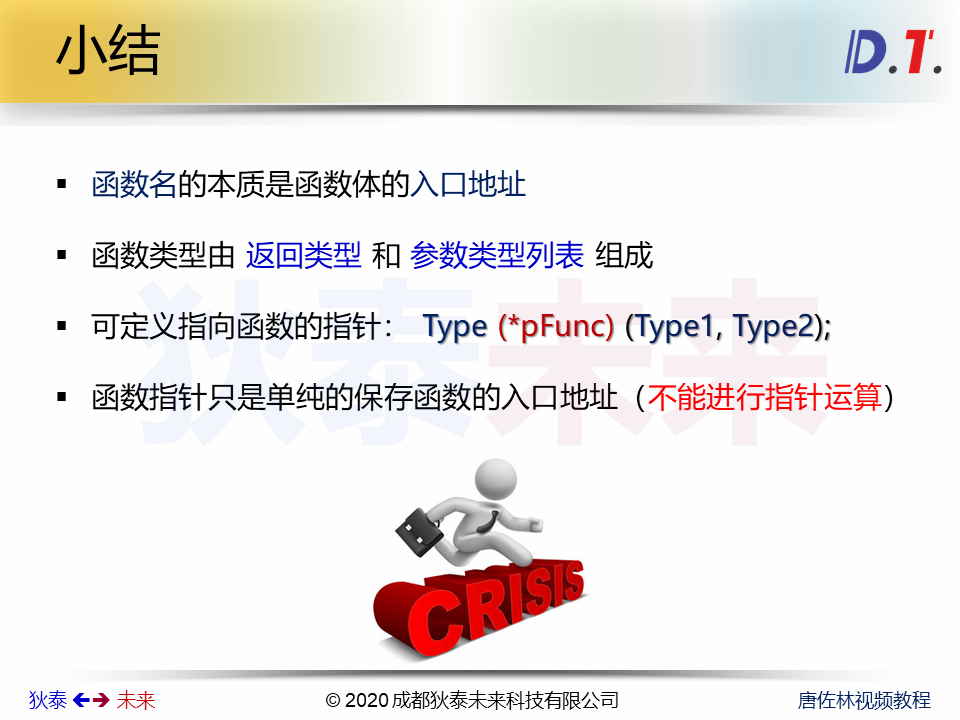 小结
D.T.
▪ 函数名的本质是函数体的入口地址
▪ 函数类型由 返回类型 和 参数类型列表 组成
▪ 可定义指向函数的指针： Type (*pFunc) (Type1, Type2);
▪ 函数指针只是单纯的保存函数的入口地址（不能进行指针运算）
狄泰未来
CRISIS
狄泰 ←→ 未来
© 2020 成都狄泰未来科技有限公司
唐佐林视频教程